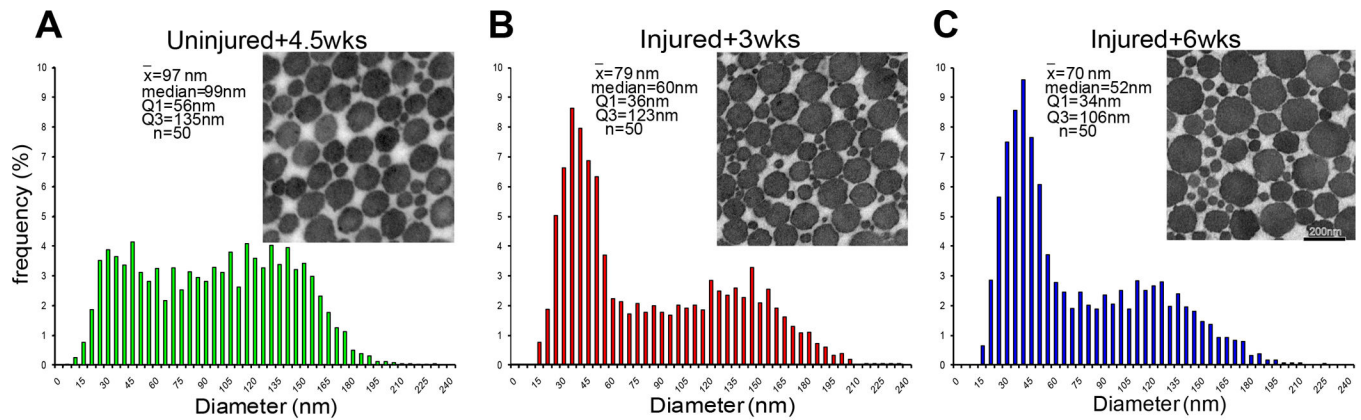 A
Uninjured+4.5wks
x̄=97 nm
median=99nm
Q1=56nm
Q3=135nm
n=50
frequency (%)
10
9
8
7
6
5
4
3
2
1
0
0 15 30 45 60 75 90 105 120 135 150 165 180 195 210 225 240
Diameter (nm)
B
Injured+3wks
x̄=79 nm
median=60nm
Q1=36nm
Q3=123nm
n=50
10
9
8
7
6
5
4
3
2
1
0
0 15 30 45 60 75 90 105 120 135 150 165 180 195 210 225 240
Diameter (nm)
C
Injured+6wks
x̄=70 nm
median=52nm
Q1=34nm
Q3=106nm
n=50
200nm
10
9
8
7
6
5
4
3
2
1
0
0 15 30 45 60 75 90 105 120 135 150 165 180 195 210 225 240
Diameter (nm)